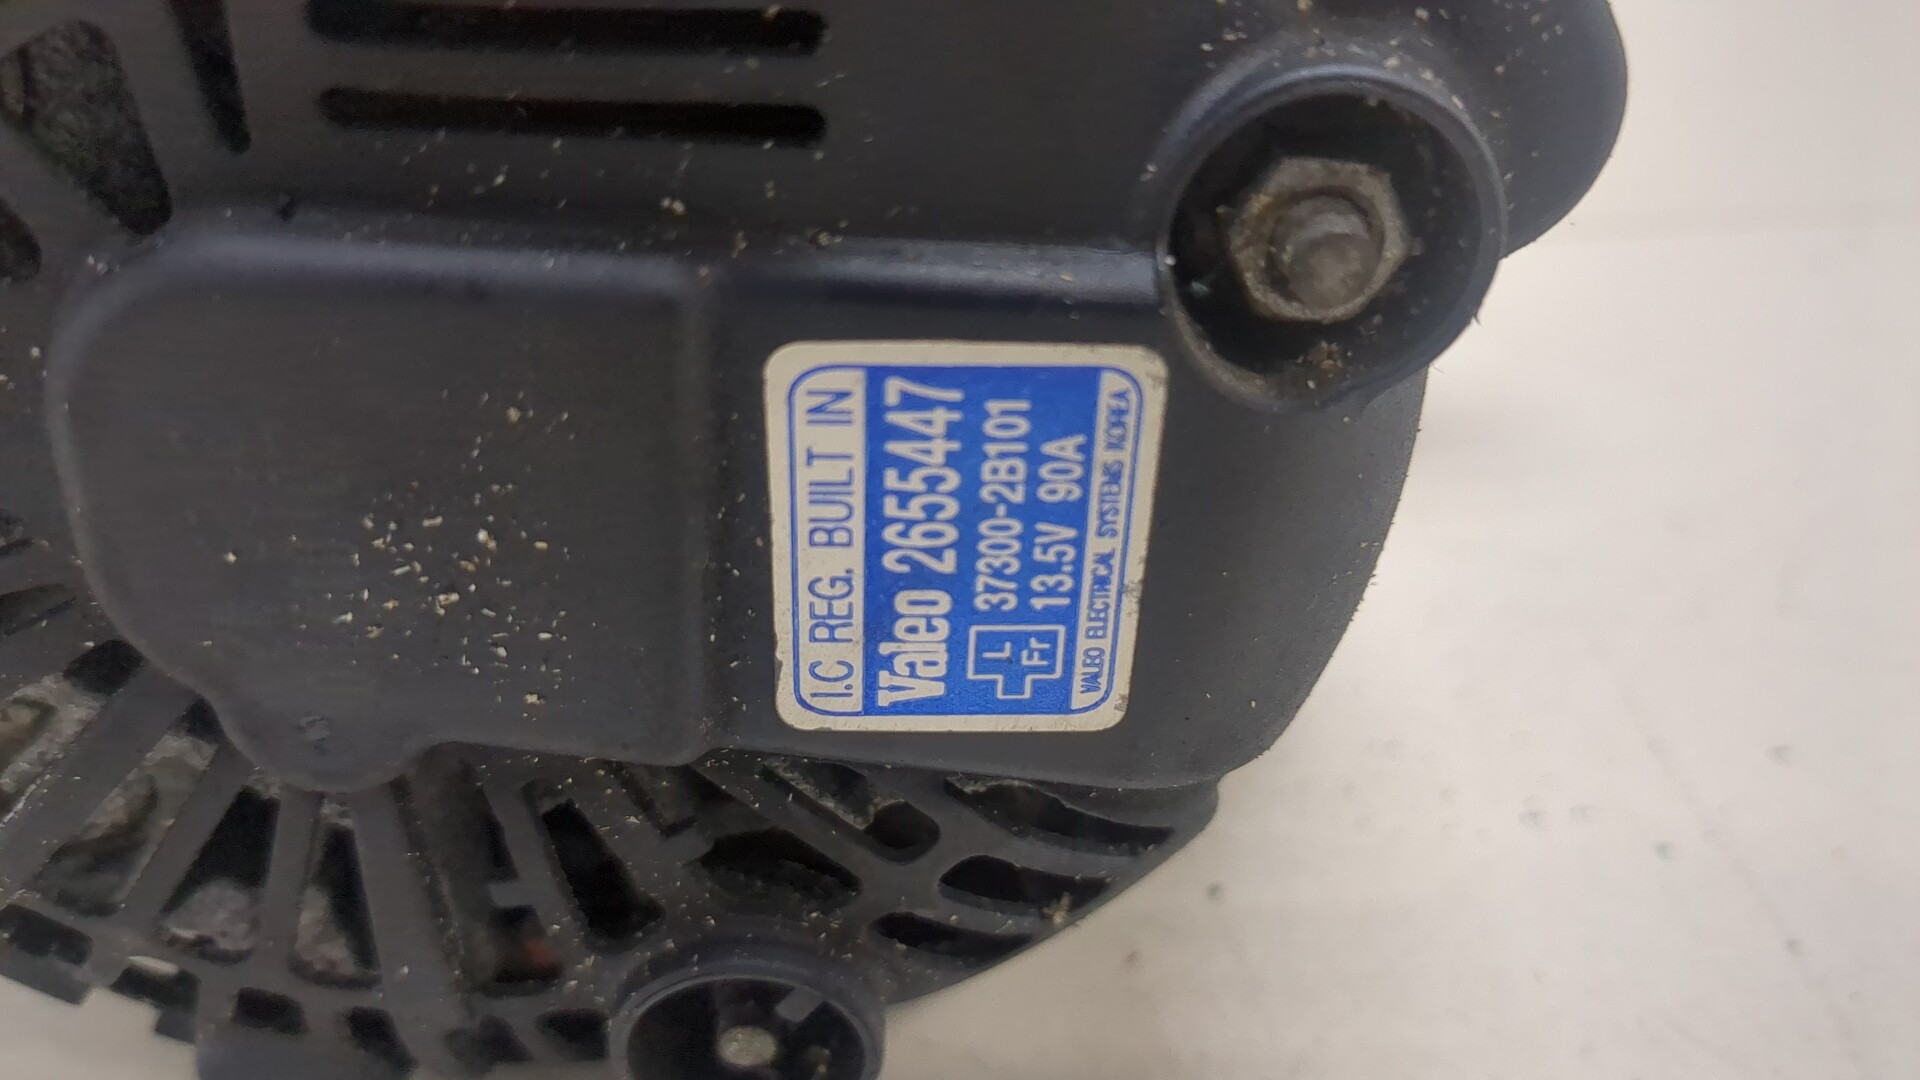 I.C REG. BUILT IN
Valeo 2655447
L 37300-2B101
Fr 13.5V 90A
VALEO ELECTRICAL SYSTEMS KOREA